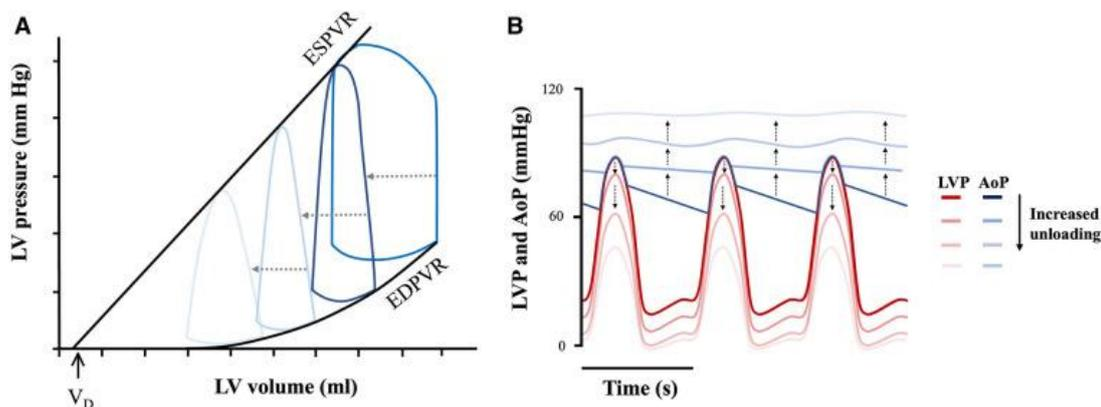 A
LV pressure (mm Hg)
ESPVR
EDPVR
V_D
LV volume (ml)
B
LVP and AoP (mmHg)
120
60
0
Time (s)
LVP AoP
Increased
unloading